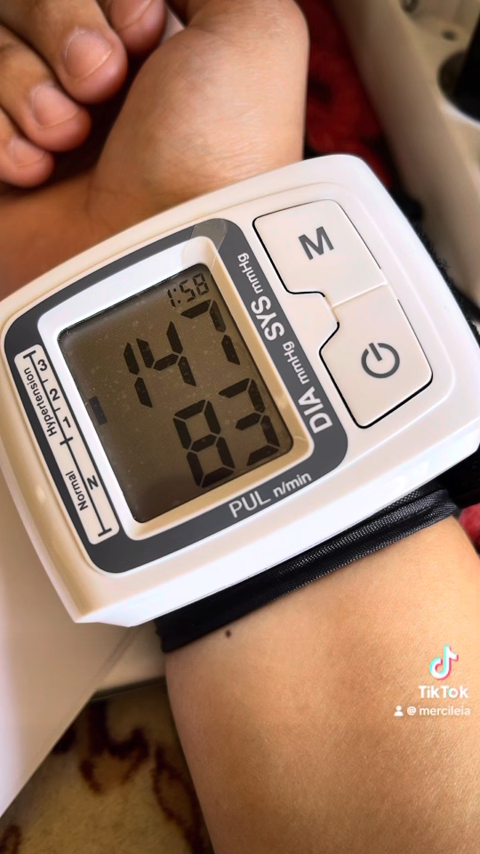 M
1:58
147
SYS mmHg
83
DIA mmHg
PUL n/min
Hypertension
3
2
1
Normal
N
TikTok
@mercileia